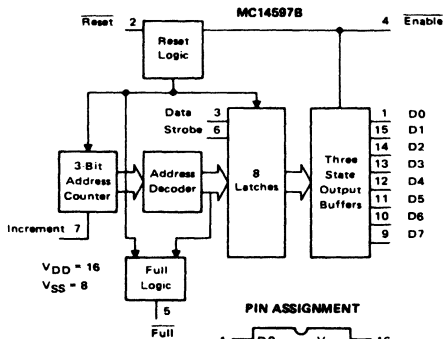 MC14597B
Reset 2
4 Enable
Reset
Logic
Data 3
Strobe 6
1 D0
15 D1
14 D2
13 D3
12 D4
11 D5
10 D6
9 D7
3-Bit
Address
Counter
Address
Decoder
8
Latches
Three
State
Output
Buffers
Increment 7
VDD = 16
VSS = 8
Full
Logic
5
Full
PIN ASSIGNMENT